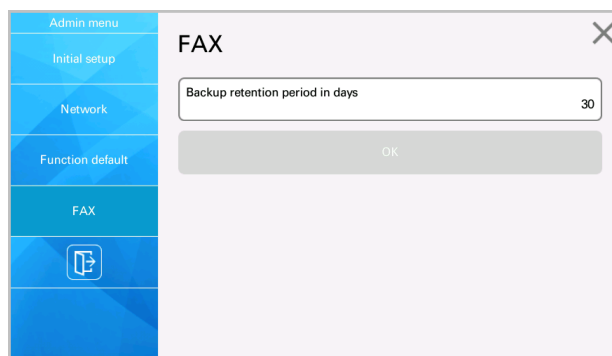 Admin menu
Initial setup
Network
Function default
FAX
FAX
Backup retention period in days
30
OK